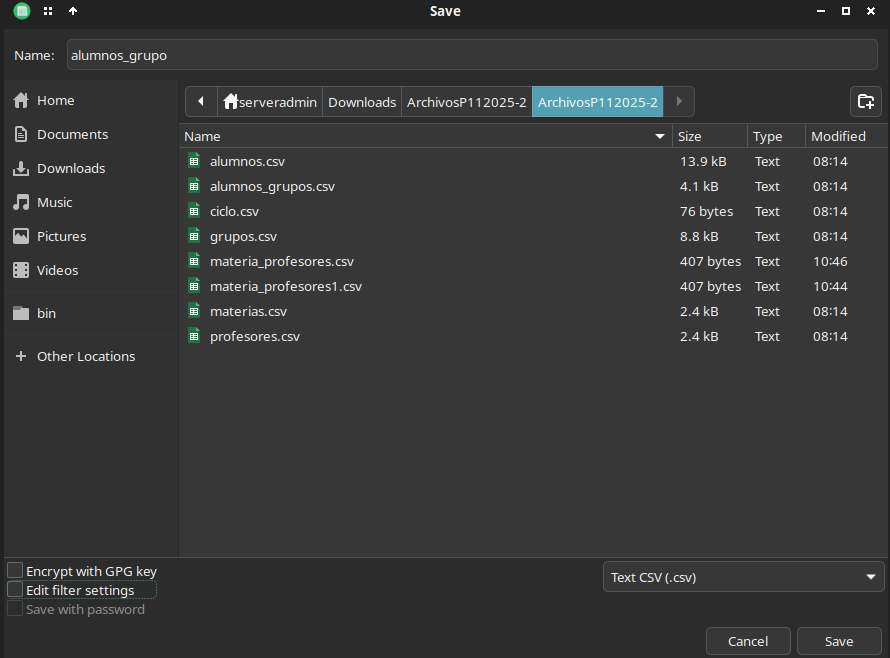 Save
Name: alumnos_grupo
Home
Documents
Downloads
Music
Pictures
Videos
bin
Other Locations
serveradmin Downloads ArchivosP112025-2 ArchivosP112025-2
Name Size Type Modified
alumnos.csv 13.9 kB Text 08:14
alumnos_grupos.csv 4.1 kB Text 08:14
ciclo.csv 76 bytes Text 08:14
grupos.csv 8.8 kB Text 08:14
materia_profesores.csv 407 bytes Text 10:46
materia_profesores1.csv 407 bytes Text 10:44
materias.csv 2.4 kB Text 08:14
profesores.csv 2.4 kB Text 08:14
Encrypt with GPG key
Edit filter settings
Save with password
Text CSV (.csv)
Cancel Save